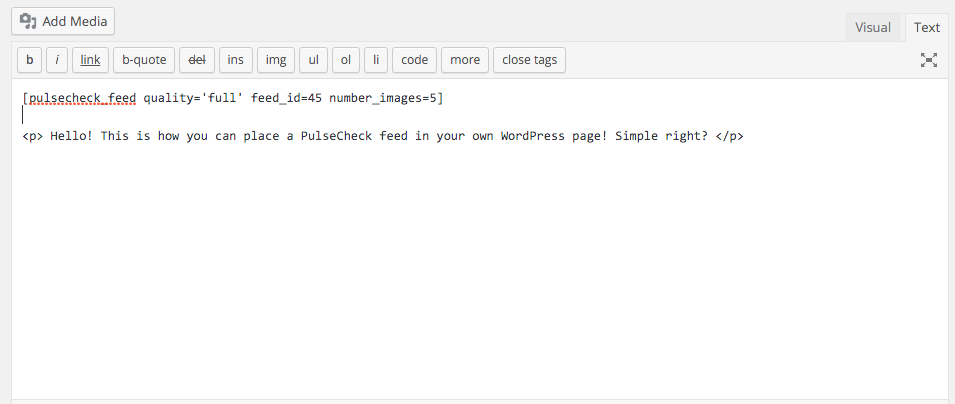 Add Media
Visual Text
b i link b-quote del ins img ul ol li code more close tags
[pulsecheck_feed quality='full' feed_id=45 number_images=5]
<p> Hello! This is how you can place a PulseCheck feed in your own WordPress page! Simple right? </p>